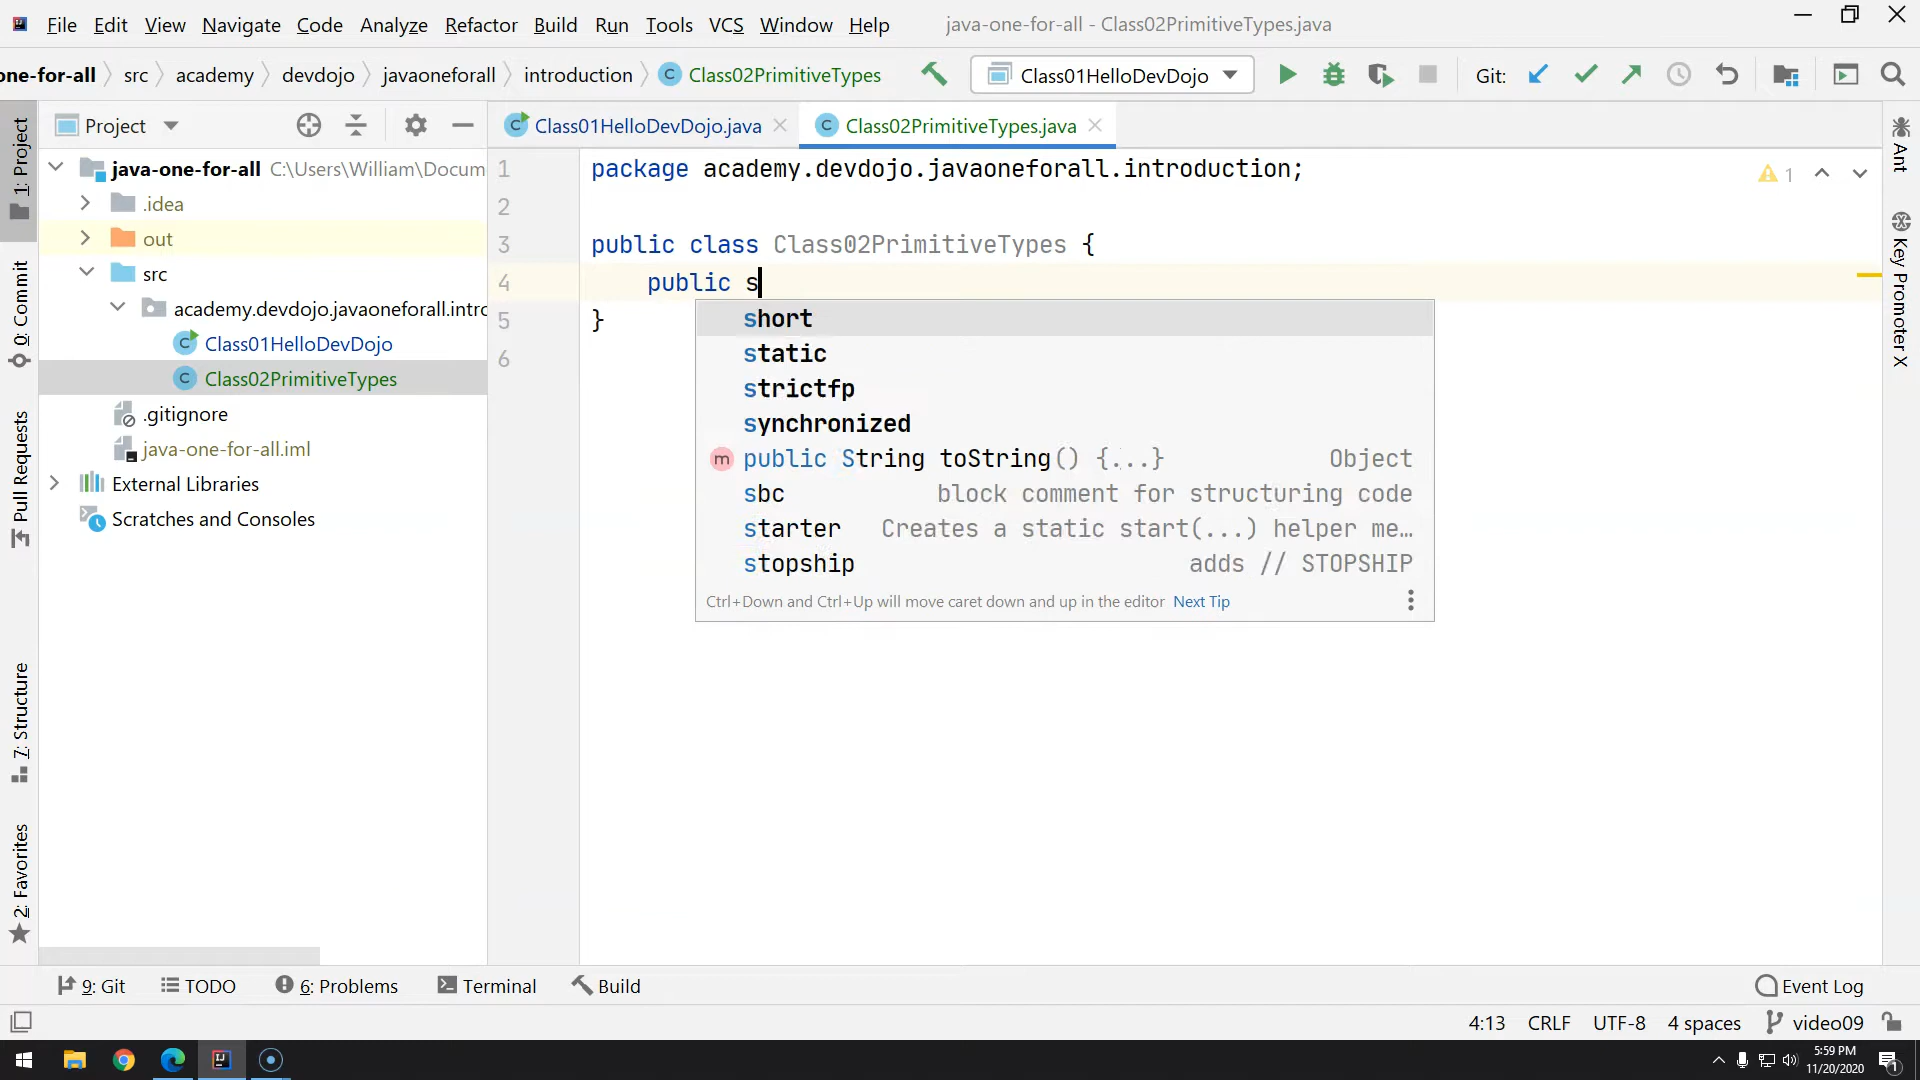 File Edit View Navigate Code Analyze Refactor Build Run Tools VCS Window Help java-one-for-all - Class02PrimitiveTypes.java
one-for-all src academy devdojo javaoneforall introduction Class02PrimitiveTypes Class01HelloDevDojo Git:
1: Project
0: Commit
Pull Requests
7: Structure
2: Favorites
Project
java-one-for-all C:\Users\William\Docum
.idea
out
src
academy.devdojo.javaoneforall.intro
Class01HelloDevDojo
Class02PrimitiveTypes
.gitignore
java-one-for-all.iml
External Libraries
Scratches and Consoles
Class01HelloDevDojo.java Class02PrimitiveTypes.java
1 package academy.devdojo.javaoneforall.introduction; 1
2
3 public class Class02PrimitiveTypes {
4 public s
5 }
6
short
static
strictfp
synchronized
m public String toString() {...} Object
sbc block comment for structuring code
starter Creates a static start(...) helper me…
stopship adds // STOPSHIP
Ctrl+Down and Ctrl+Up will move caret down and up in the editor Next Tip
Ant
Key Promoter X
9: Git TODO 6: Problems Terminal Build Event Log
4:13 CRLF UTF-8 4 spaces video09
5:59 PM
11/20/2020
1